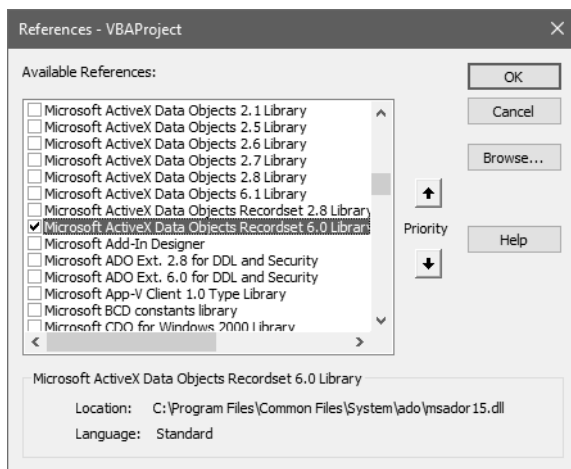 References - VBAProject
Available References:
OK
Microsoft ActiveX Data Objects 2.1 Library
Cancel
Microsoft ActiveX Data Objects 2.5 Library
Microsoft ActiveX Data Objects 2.6 Library
Microsoft ActiveX Data Objects 2.7 Library
Browse...
Microsoft ActiveX Data Objects 2.8 Library
Microsoft ActiveX Data Objects 6.1 Library
Microsoft ActiveX Data Objects Recordset 2.8 Library
Microsoft ActiveX Data Objects Recordset 6.0 Library
Priority
Microsoft Add-In Designer
Help
Microsoft ADO Ext. 2.8 for DDL and Security
Microsoft ADO Ext. 6.0 for DDL and Security
Microsoft App-V Client 1.0 Type Library
Microsoft BCD constants library
Microsoft CDO for Windows 2000 Library
Microsoft ActiveX Data Objects Recordset 6.0 Library
Location: C:\Program Files\Common Files\System\ado\msador15.dll
Language: Standard